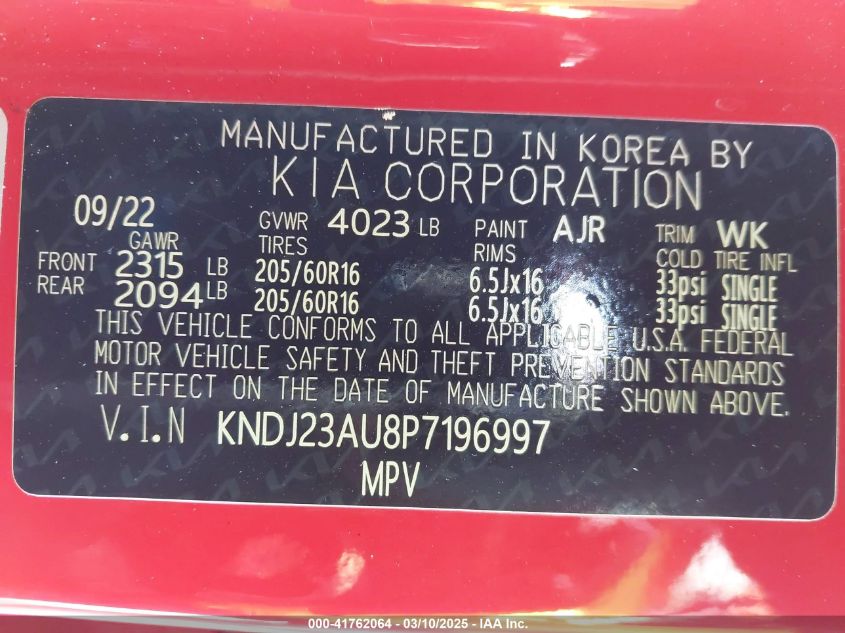 MANUFACTURED IN KOREA BY
KIA CORPORATION
09/22 GVWR 4023 LB PAINT AJR TRIM WK
GAWR TIRES RIMS COLD TIRE INFL
FRONT 2315 LB 205/60R16 6.5Jx16 33psi SINGLE
REAR 2094 LB 205/60R16 6.5Jx16 33psi SINGLE
THIS VEHICLE CONFORMS TO ALL APPLICABLE U.S.A. FEDERAL
MOTOR VEHICLE SAFETY AND THEFT PREVENTION STANDARDS
IN EFFECT ON THE DATE OF MANUFACTURE SHOWN ABOVE.
V.I.N KNDJ23AU8P7196997
MPV
000-41762064 - 03/10/2025 - IAA Inc.